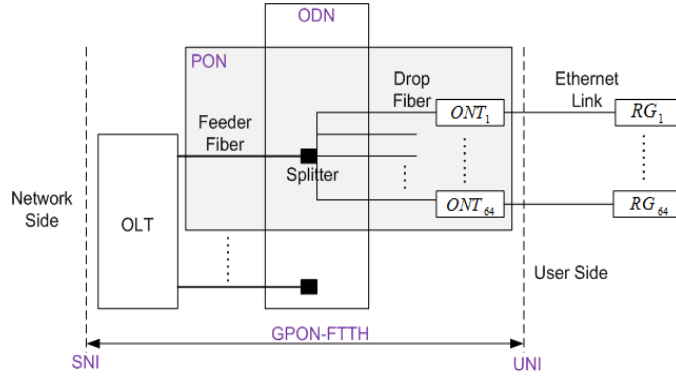 ODN
PON
Drop
Fiber
Ethernet
Link
Feeder
Fiber
ONT1
RG1
Splitter
Network
Side
OLT
ONT64
RG64
User Side
GPON-FTTH
SNI
UNI